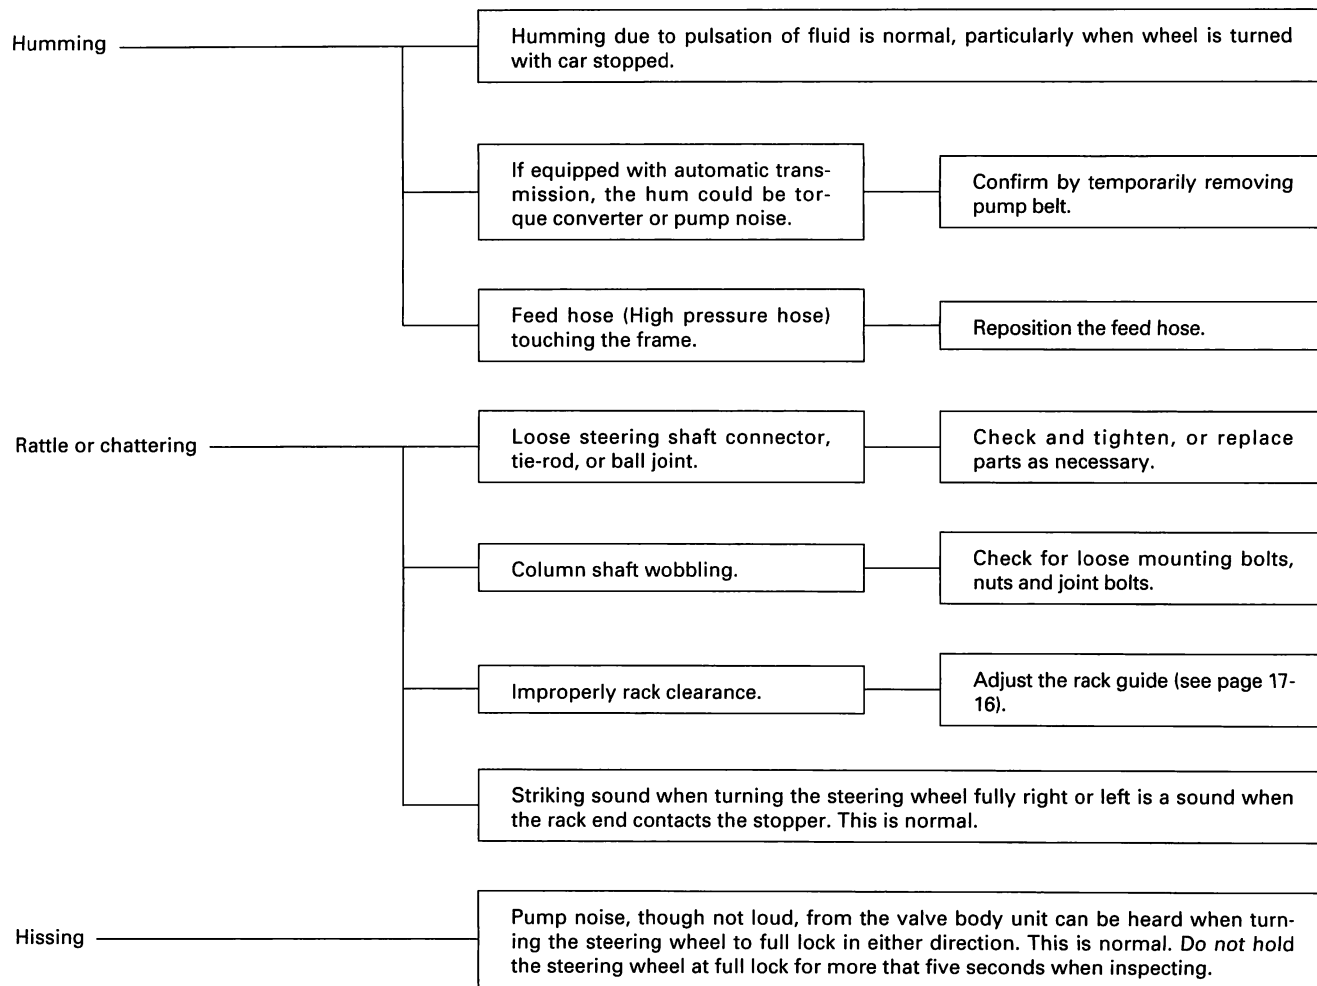 Humming
Humming due to pulsation of fluid is normal, particularly when wheel is turned
with car stopped.
If equipped with automatic trans-
mission, the hum could be tor-
que converter or pump noise.
Confirm by temporarily removing
pump belt.
Feed hose (High pressure hose)
touching the frame.
Reposition the feed hose.
Rattle or chattering
Loose steering shaft connector,
tie-rod, or ball joint.
Check and tighten, or replace
parts as necessary.
Column shaft wobbling.
Check for loose mounting bolts,
nuts and joint bolts.
Improperly rack clearance.
Adjust the rack guide (see page 17-
16).
Striking sound when turning the steering wheel fully right or left is a sound when
the rack end contacts the stopper. This is normal.
Hissing
Pump noise, though not loud, from the valve body unit can be heard when turn-
ing the steering wheel to full lock in either direction. This is normal. Do not hold
the steering wheel at full lock for more that five seconds when inspecting.